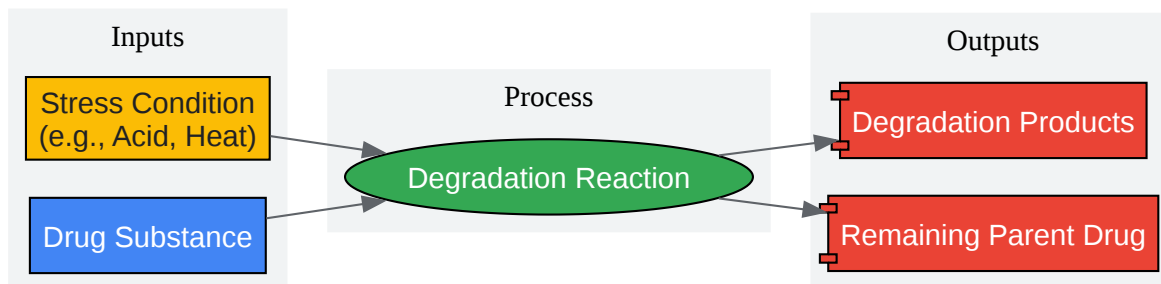 Inputs
Stress Condition
(e.g., Acid, Heat)
Drug Substance
Process
Degradation Reaction
Outputs
Degradation Products
Remaining Parent Drug